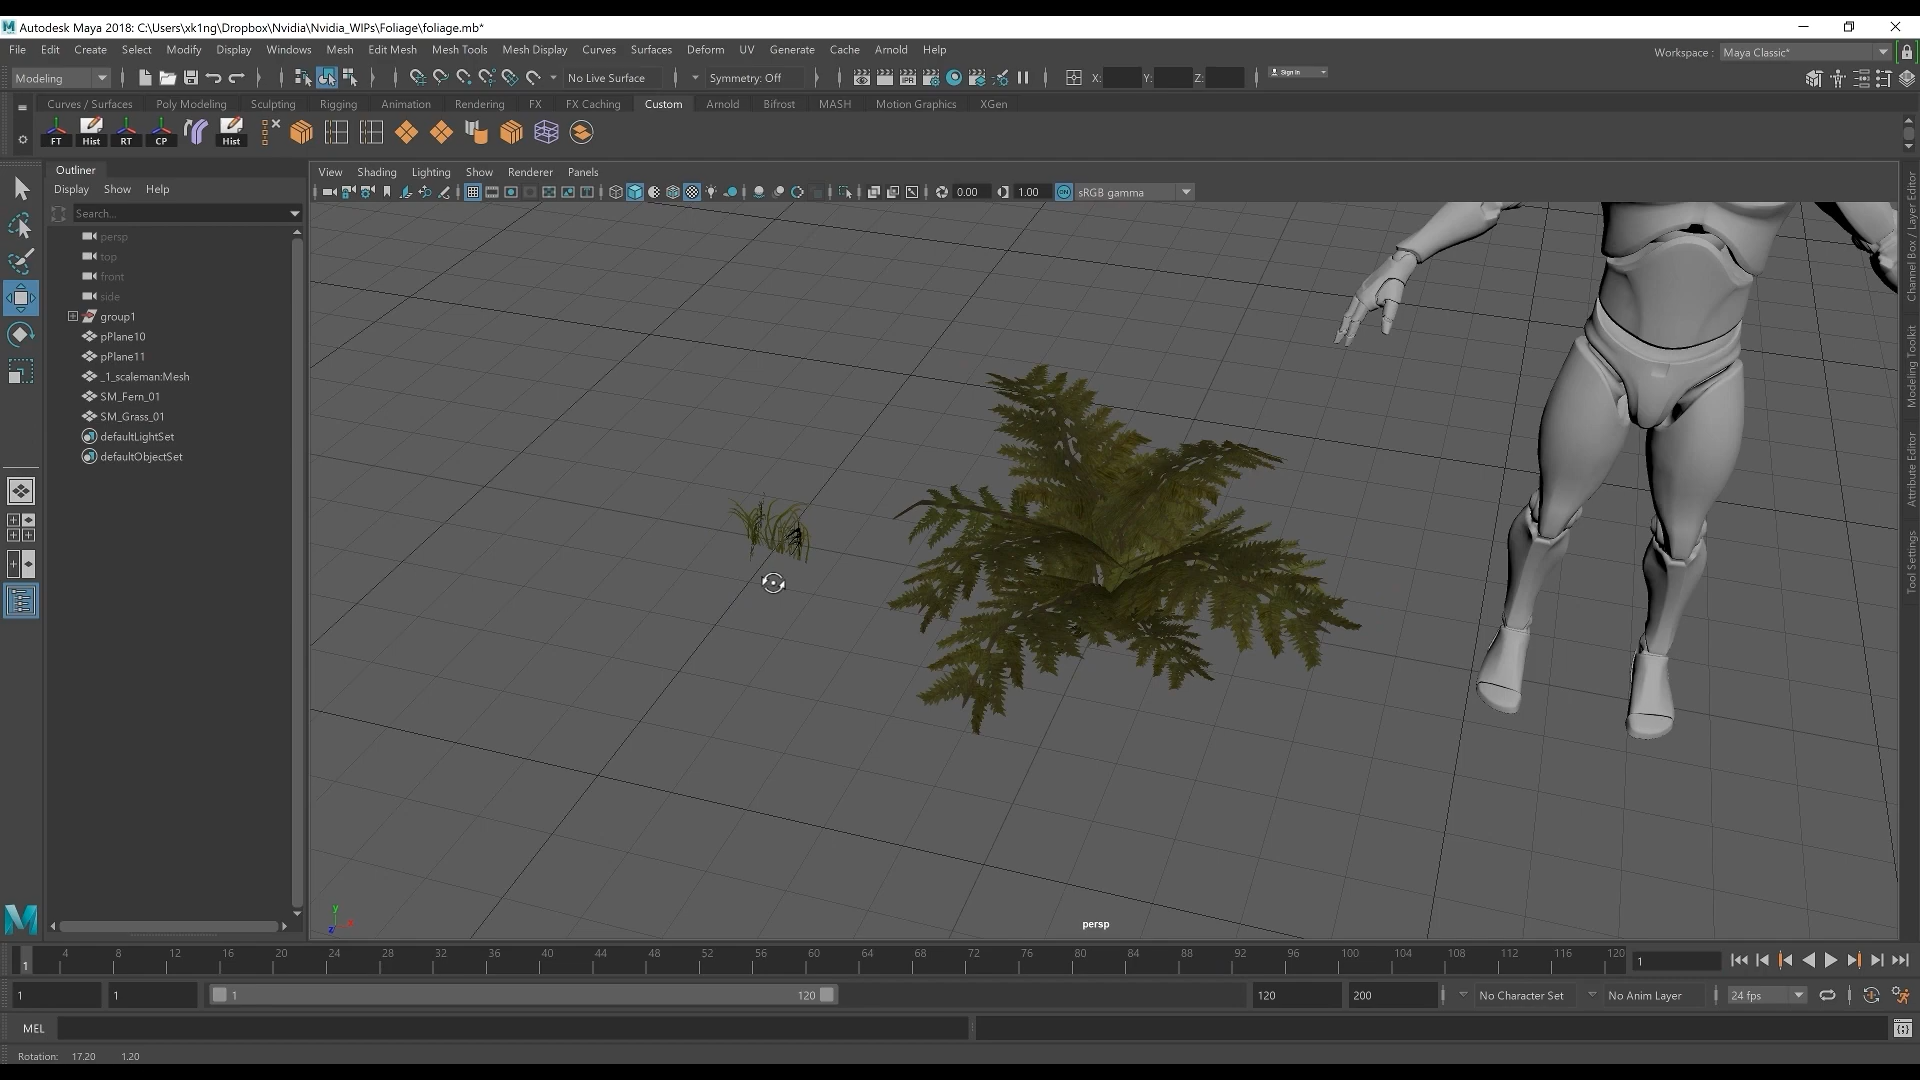 Autodesk Maya 2018: C:\Users\xk1ng\Dropbox\Nvidia\Nvidia_WIPs\Foliage\foliage.mb*
File Edit Create Select Modify Display Windows Mesh Edit Mesh Mesh Tools Mesh Display Curves Surfaces Deform UV Generate Cache Arnold Help
Workspace : Maya Classic*
Modeling No Live Surface Symmetry: Off X: Y: Z: Sign in
Curves / Surfaces Poly Modeling Sculpting Rigging Animation Rendering FX FX Caching Custom Arnold Bifrost MASH Motion Graphics XGen
FT Hist RT CP Hist
Outliner
Display Show Help
Search...
persp
top
front
side
group1
pPlane10
pPlane11
_1_scaleman:Mesh
SM_Fern_01
SM_Grass_01
defaultLightSet
defaultObjectSet
View Shading Lighting Show Renderer Panels
0.00 1.00 ON sRGB gamma
y
x
z
persp
Channel Box / Layer Editor
Modeling Toolkit
Attribute Editor
Tool Settings
1 4 8 12 16 20 24 28 32 36 40 44 48 52 56 60 64 68 72 76 80 84 88 92 96 100 104 108 112 116 120 1
1 1 1 120 120 200 No Character Set No Anim Layer 24 fps
MEL
Rotation: 17.20 1.20